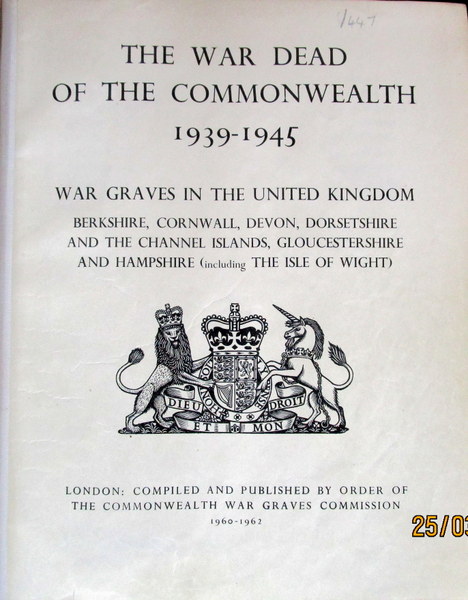 1/447
THE WAR DEAD
OF THE COMMONWEALTH
1939-1945
WAR GRAVES IN THE UNITED KINGDOM
BERKSHIRE, CORNWALL, DEVON, DORSETSHIRE
AND THE CHANNEL ISLANDS, GLOUCESTERSHIRE
AND HAMPSHIRE (including THE ISLE OF WIGHT)
DIEU DROIT
ET MON
LONDON: COMPILED AND PUBLISHED BY ORDER OF
THE COMMONWEALTH WAR GRAVES COMMISSION
1960-1962
25/03